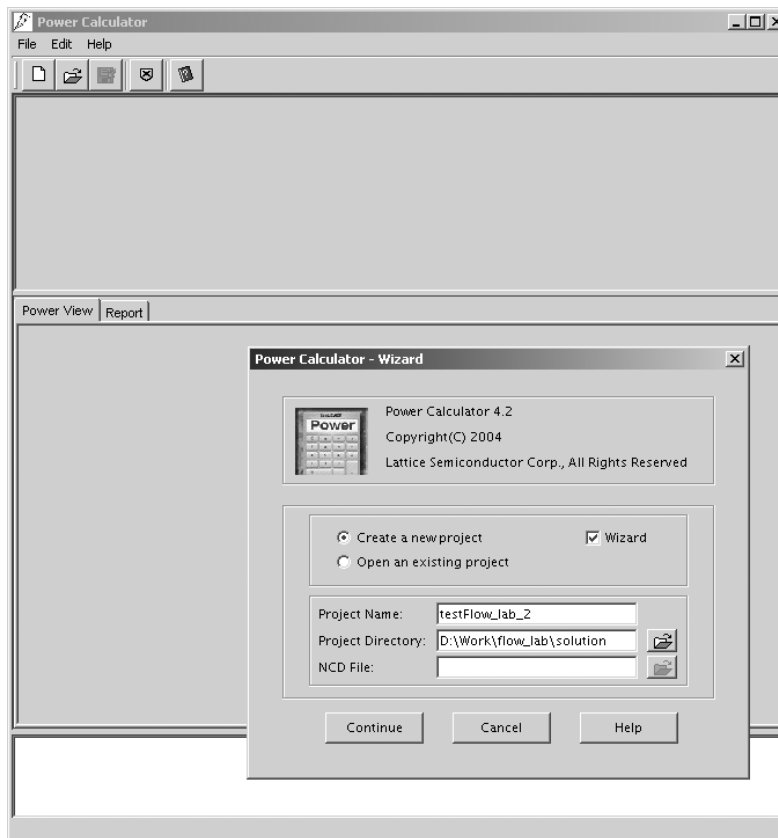 Power Calculator
File Edit Help
Power View Report
Power Calculator - Wizard
Power
Power Calculator 4.2
Copyright(C) 2004
Lattice Semiconductor Corp., All Rights Reserved
Create a new project Wizard
Open an existing project
Project Name: testFlow_lab_2
Project Directory: D:\Work\flow_lab\solution
NCD File:
Continue Cancel Help